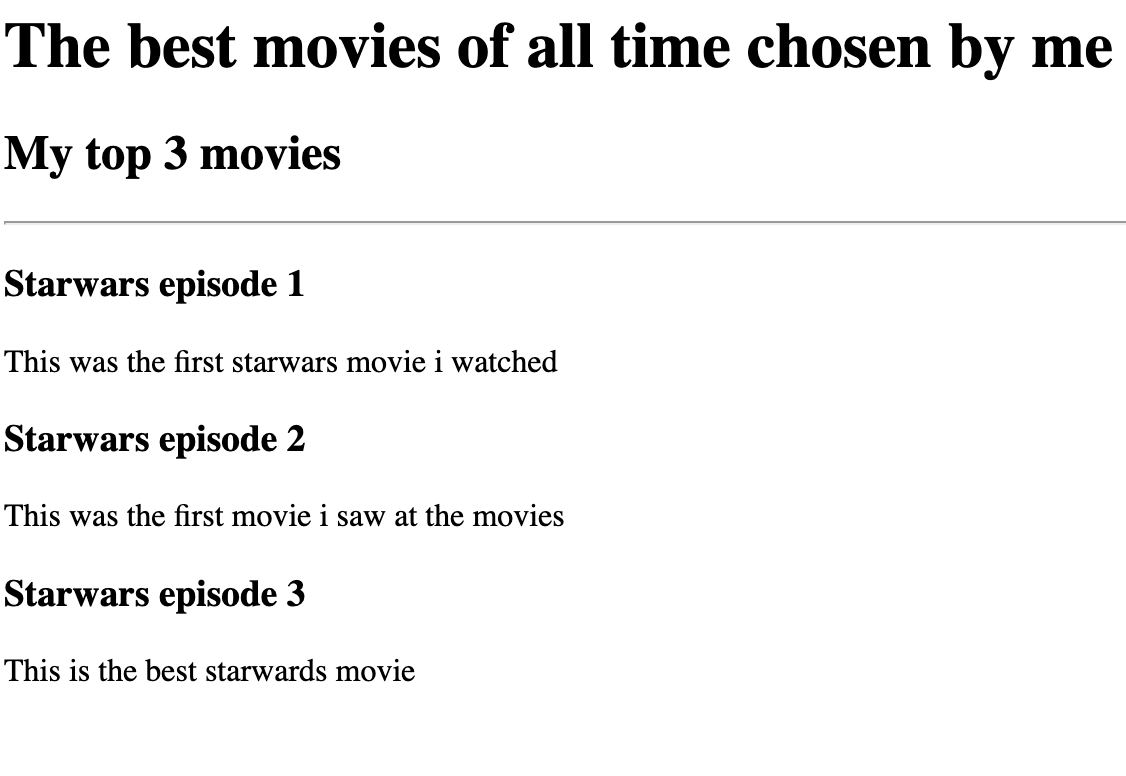 The best movies of all time chosen by me
My top 3 movies
Starwars episode 1
This was the first starwars movie i watched
Starwars episode 2
This was the first movie i saw at the movies
Starwars episode 3
This is the best starwards movie